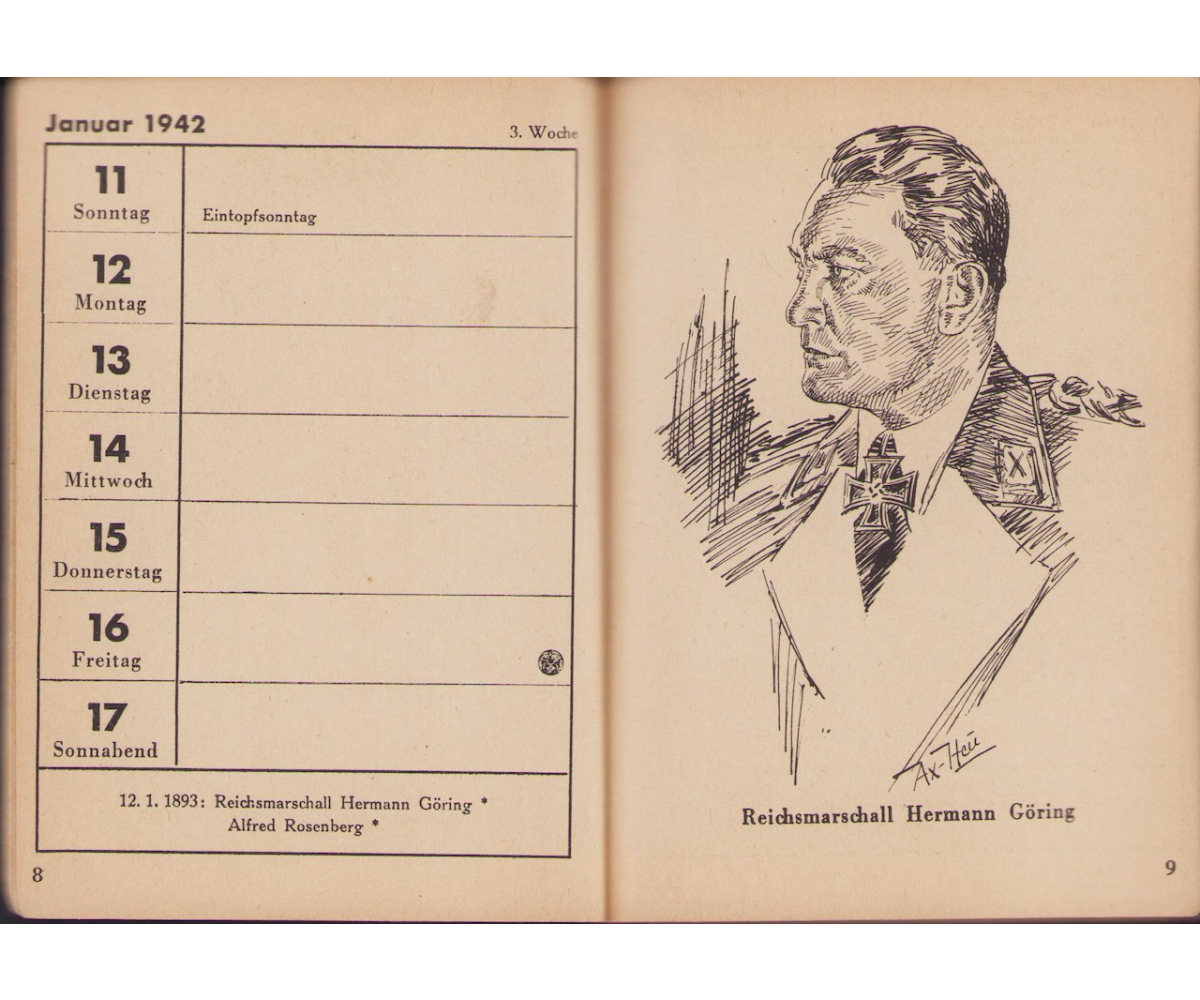 Januar 1942
3. Woche
11
Sonntag
Eintopfsonntag
12
Montag
13
Dienstag
14
Mittwoch
15
Donnerstag
16
Freitag
17
Sonnabend
12. 1. 1893: Reichsmarschall Hermann Göring *
Alfred Rosenberg *
8
Ax-Heu
Reichsmarschall Hermann Göring
9